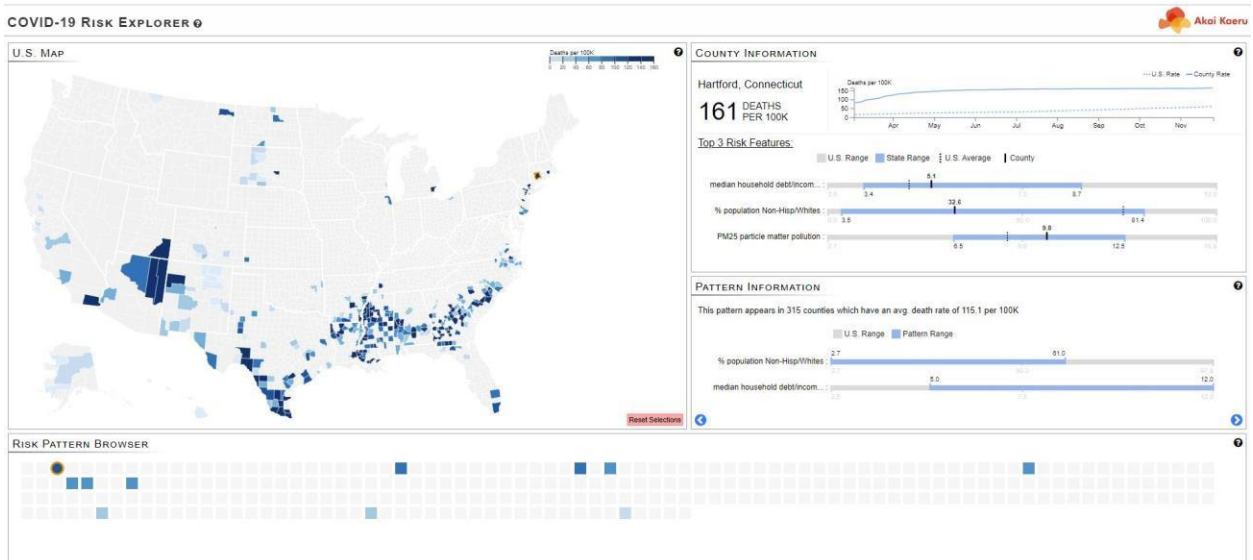 COVID-19 RISK EXPLORER
Akai Kaeru
U.S. MAP
Deaths per 100K
0 20 40 60 80 100 120 140 160
Reset Selections
COUNTY INFORMATION
Hartford, Connecticut
161 DEATHS PER 100K
Deaths per 100K
U.S. Rate County Rate
150
100
50
0
Apr May Jun Jul Aug Sep Oct Nov
Top 3 Risk Features:
U.S. Range State Range U.S. Average County
median household debt/incom... :
5.1
3.4 8.7
% population Non-Hisp/Whites :
32.6
3.5 81.4
PM25 particle matter pollution :
9.8
6.5 12.5
PATTERN INFORMATION
This pattern appears in 315 counties which have an avg. death rate of 115.1 per 100K
U.S. Range Pattern Range
% population Non-Hisp/Whites :
2.7 61.0
median household debt/incom... :
5.0 12.0
RISK PATTERN BROWSER